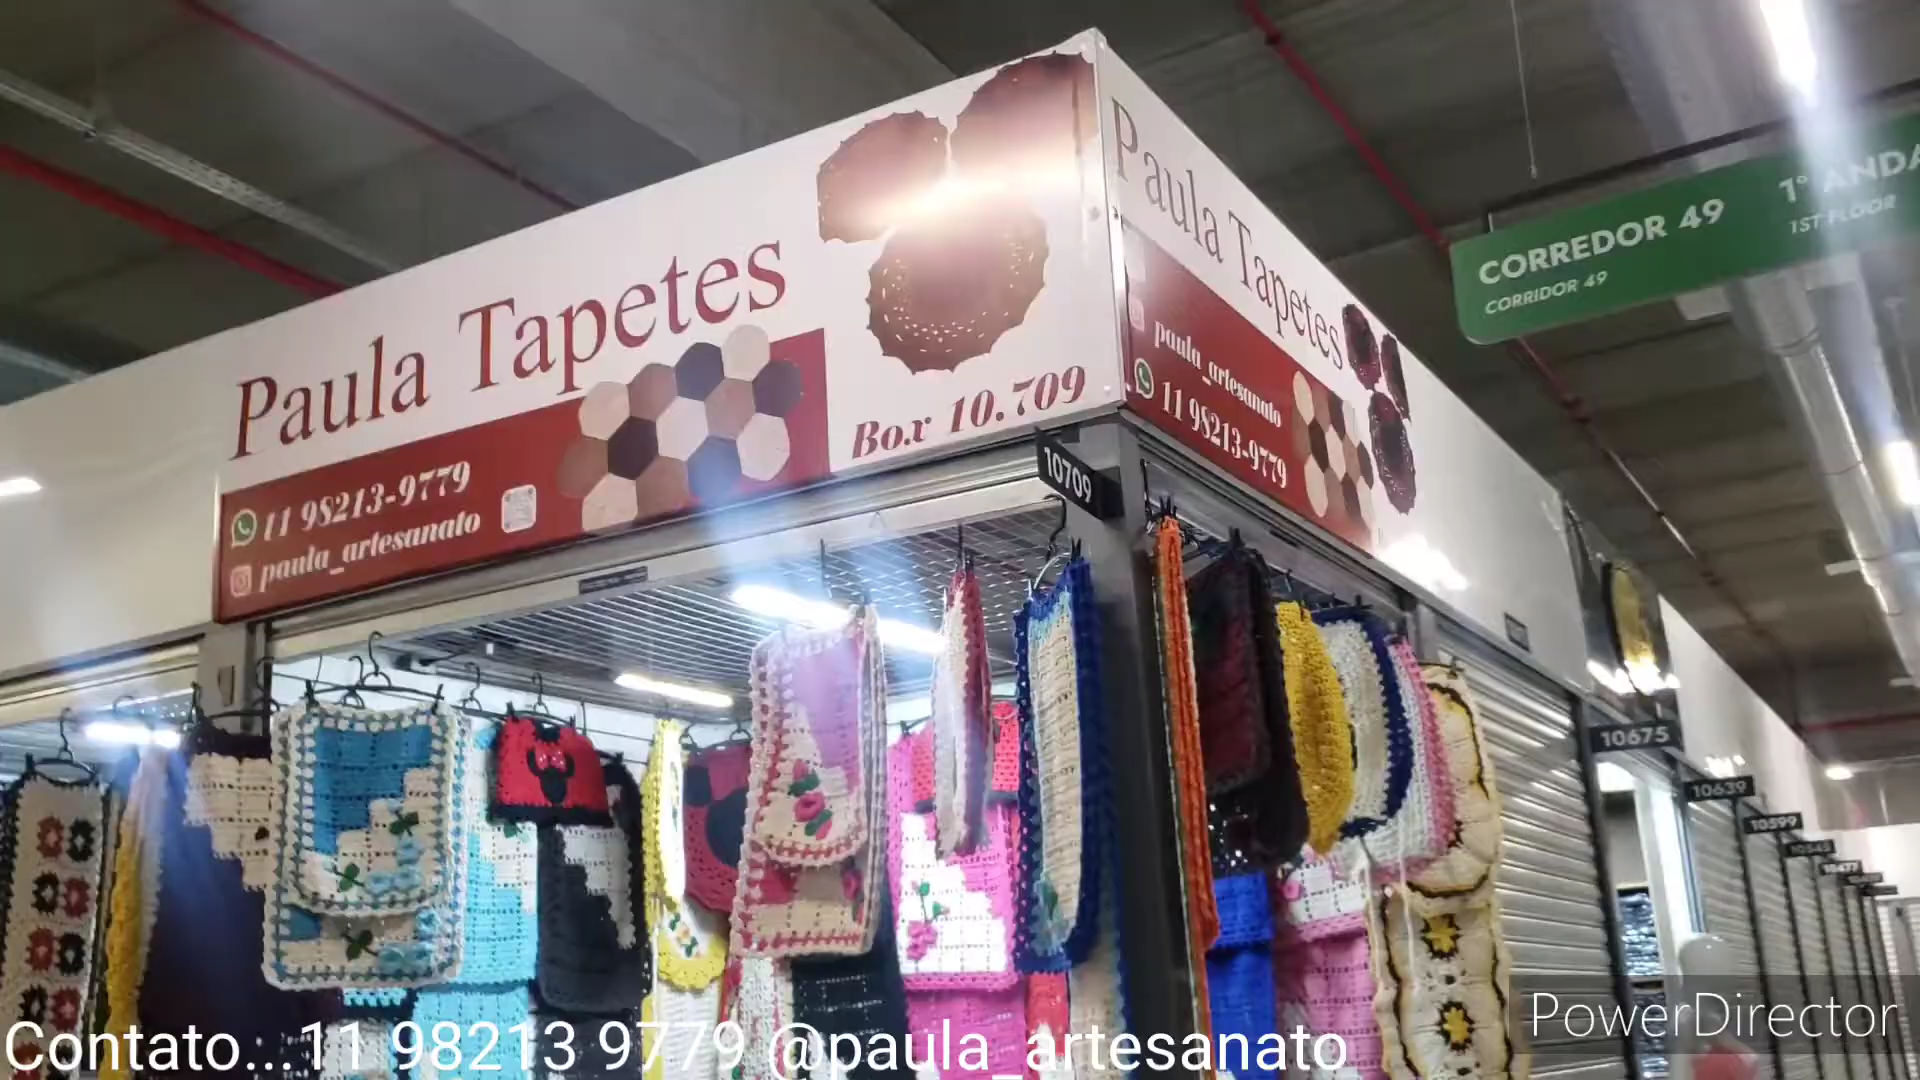 Paula Tapetes
11 98213-9779
paula_artesanato
Box 10.709
10709
Paula Tapetes
paula_artesanato
11 98213-9779
CORREDOR 49
CORRIDOR 49
1º ANDA
1ST FLOOR
10675
10639
10599
Contato...11 98213 9779 @paula_artesanato
PowerDirector